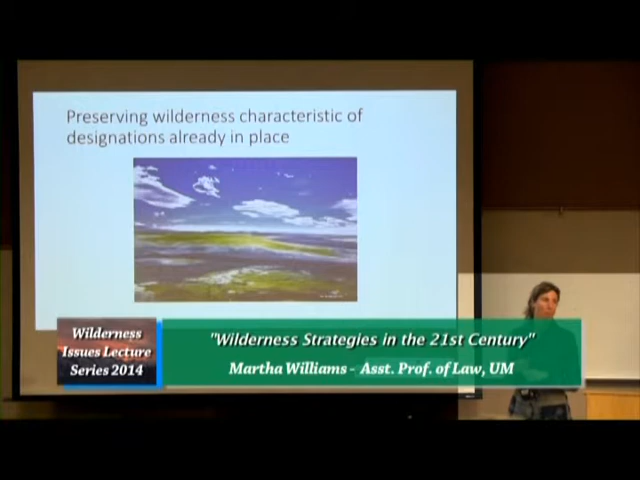 Preserving wilderness characteristic of
designations already in place
Wilderness
Issues Lecture
Series 2014
"Wilderness Strategies in the 21st Century"
Martha Williams - Asst. Prof. of Law, UM